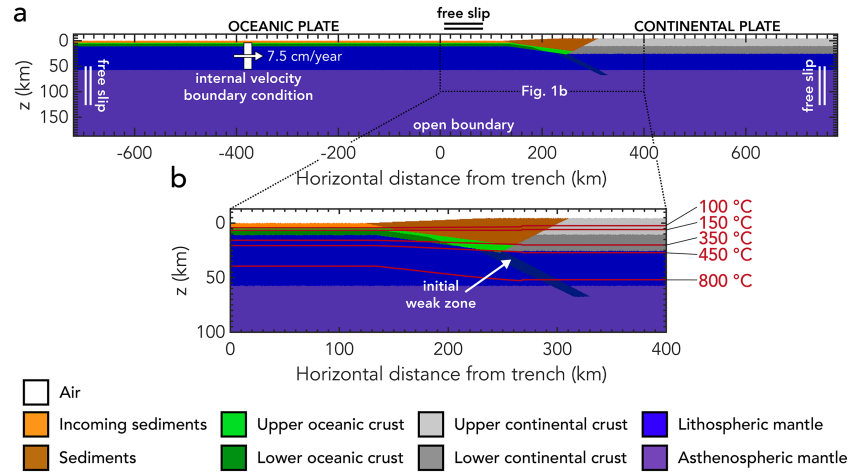 a
OCEANIC PLATE
free slip
CONTINENTAL PLATE
0
50
100
150
z (km)
free slip
7.5 cm/year
internal velocity
boundary condition
Fig. 1b
open boundary
free slip
-600 -400 -200 0 200 400 600
Horizontal distance from trench (km)
b
0
50
100
z (km)
initial
weak zone
100 °C
150 °C
350 °C
450 °C
800 °C
0 100 200 300 400
Horizontal distance from trench (km)
Air
Incoming sediments Upper oceanic crust Upper continental crust Lithospheric mantle
Sediments Lower oceanic crust Lower continental crust Asthenospheric mantle